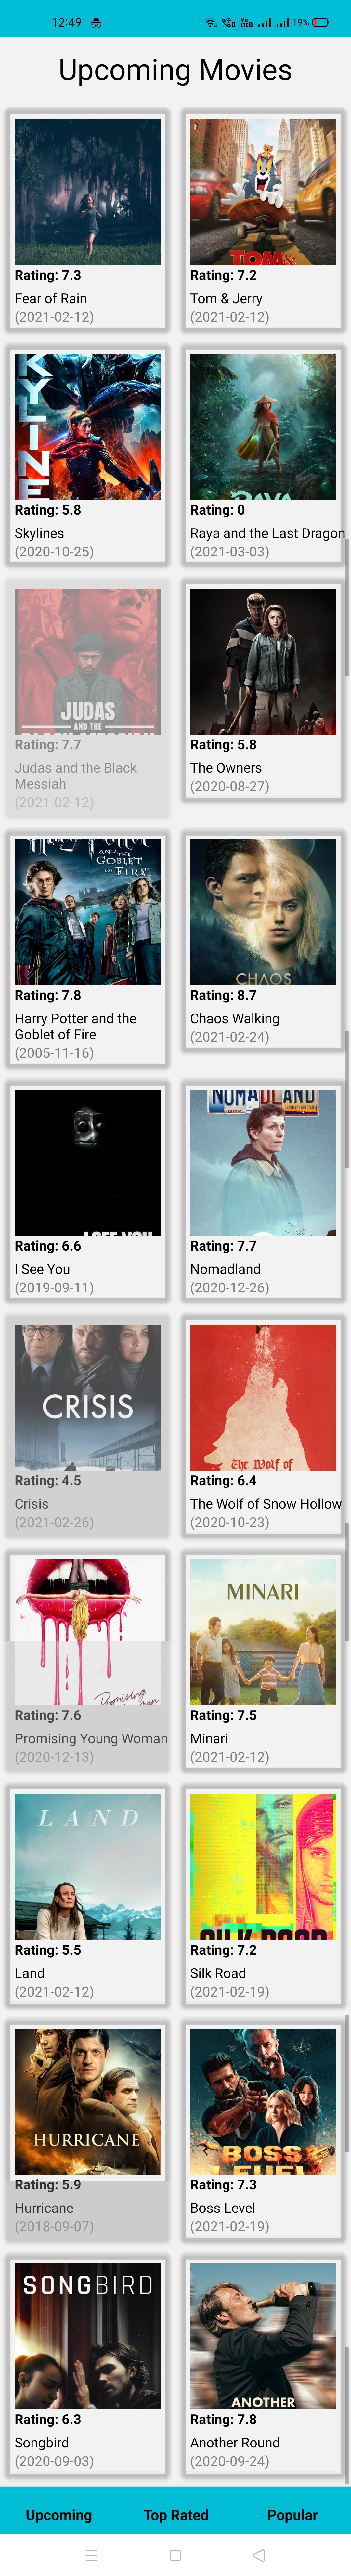 12:49
19%
Upcoming Movies
TOM&
Rating: 7.3
Rating: 7.2
Fear of Rain
Tom & Jerry
(2021-02-12)
(2021-02-12)
KYLINE
RAYA
Rating: 5.8
Rating: 0
Skylines
Raya and the Last Dragon
(2020-10-25)
(2021-03-03)
JUDAS
AND THE
BLACK MESSIAH
Rating: 7.7
Rating: 5.8
Judas and the Black
Messiah
The Owners
(2021-02-12)
(2020-08-27)
Harry Potter
AND THE
GOBLET
OF FIRE
CHAOS
Rating: 7.8
Rating: 8.7
Harry Potter and the
Goblet of Fire
Chaos Walking
(2005-11-16)
(2021-02-24)
I SEE YOU
NOMADLAND
Rating: 6.6
Rating: 7.7
I See You
Nomadland
(2019-09-11)
(2020-12-26)
CRISIS
The Wolf of
Rating: 4.5
Rating: 6.4
Crisis
The Wolf of Snow Hollow
(2021-02-26)
(2020-10-23)
Promising
MINARI
Rating: 7.6
Rating: 7.5
Promising Young Woman
Minari
(2020-12-13)
(2021-02-12)
LAND
SILK ROAD
Rating: 5.5
Rating: 7.2
Land
Silk Road
(2021-02-12)
(2021-02-19)
HURRICANE
BOSS
LEVEL
Rating: 5.9
Rating: 7.3
Hurricane
Boss Level
(2018-09-07)
(2021-02-19)
SONGBIRD
ANOTHER
Rating: 6.3
Rating: 7.8
Songbird
Another Round
(2020-09-03)
(2020-09-24)
Upcoming
Top Rated
Popular